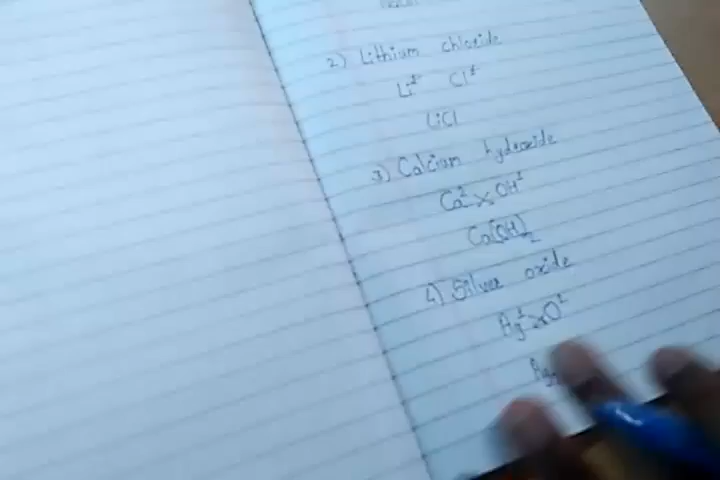 2) Lithium chloride
Li¹ Cl¹
LiCl
3) Calcium hydroxide
Ca² OH¹
Ca(OH)₂
4) Silver oxide
Ag¹ O²